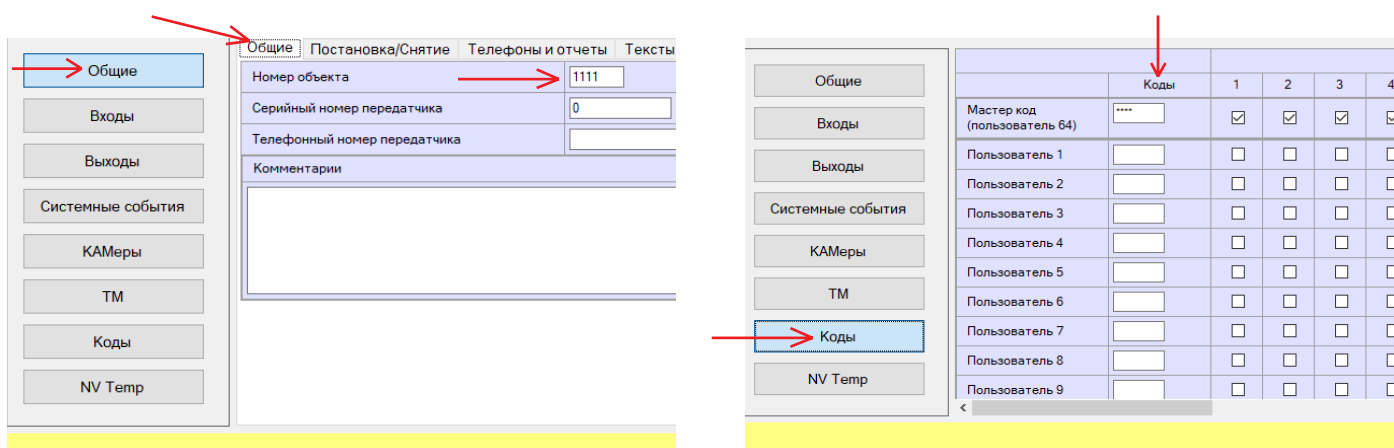 Общие
Входы
Выходы
Системные события
КАМеры
ТМ
Коды
NV Temp
Общие Постановка/Снятие Телефоны и отчеты Тексты
Номер объекта 1111
Серийный номер передатчика 0
Телефонный номер передатчика
Комментарии
Общие
Входы
Выходы
Системные события
КАМеры
ТМ
Коды
NV Temp
Коды 1 2 3 4
Мастер код
(пользователь 64) ****
Пользователь 1
Пользователь 2
Пользователь 3
Пользователь 4
Пользователь 5
Пользователь 6
Пользователь 7
Пользователь 8
Пользователь 9